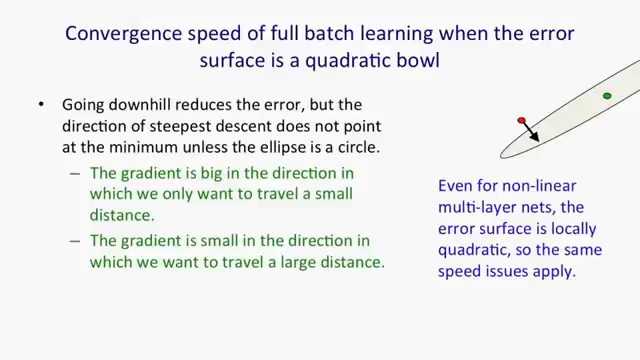 Convergence speed of full batch learning when the error
surface is a quadratic bowl
• Going downhill reduces the error, but the
direction of steepest descent does not point
at the minimum unless the ellipse is a circle.
– The gradient is big in the direction in
which we only want to travel a small
distance.
– The gradient is small in the direction in
which we want to travel a large distance.
Even for non-linear
multi-layer nets, the
error surface is locally
quadratic, so the same
speed issues apply.